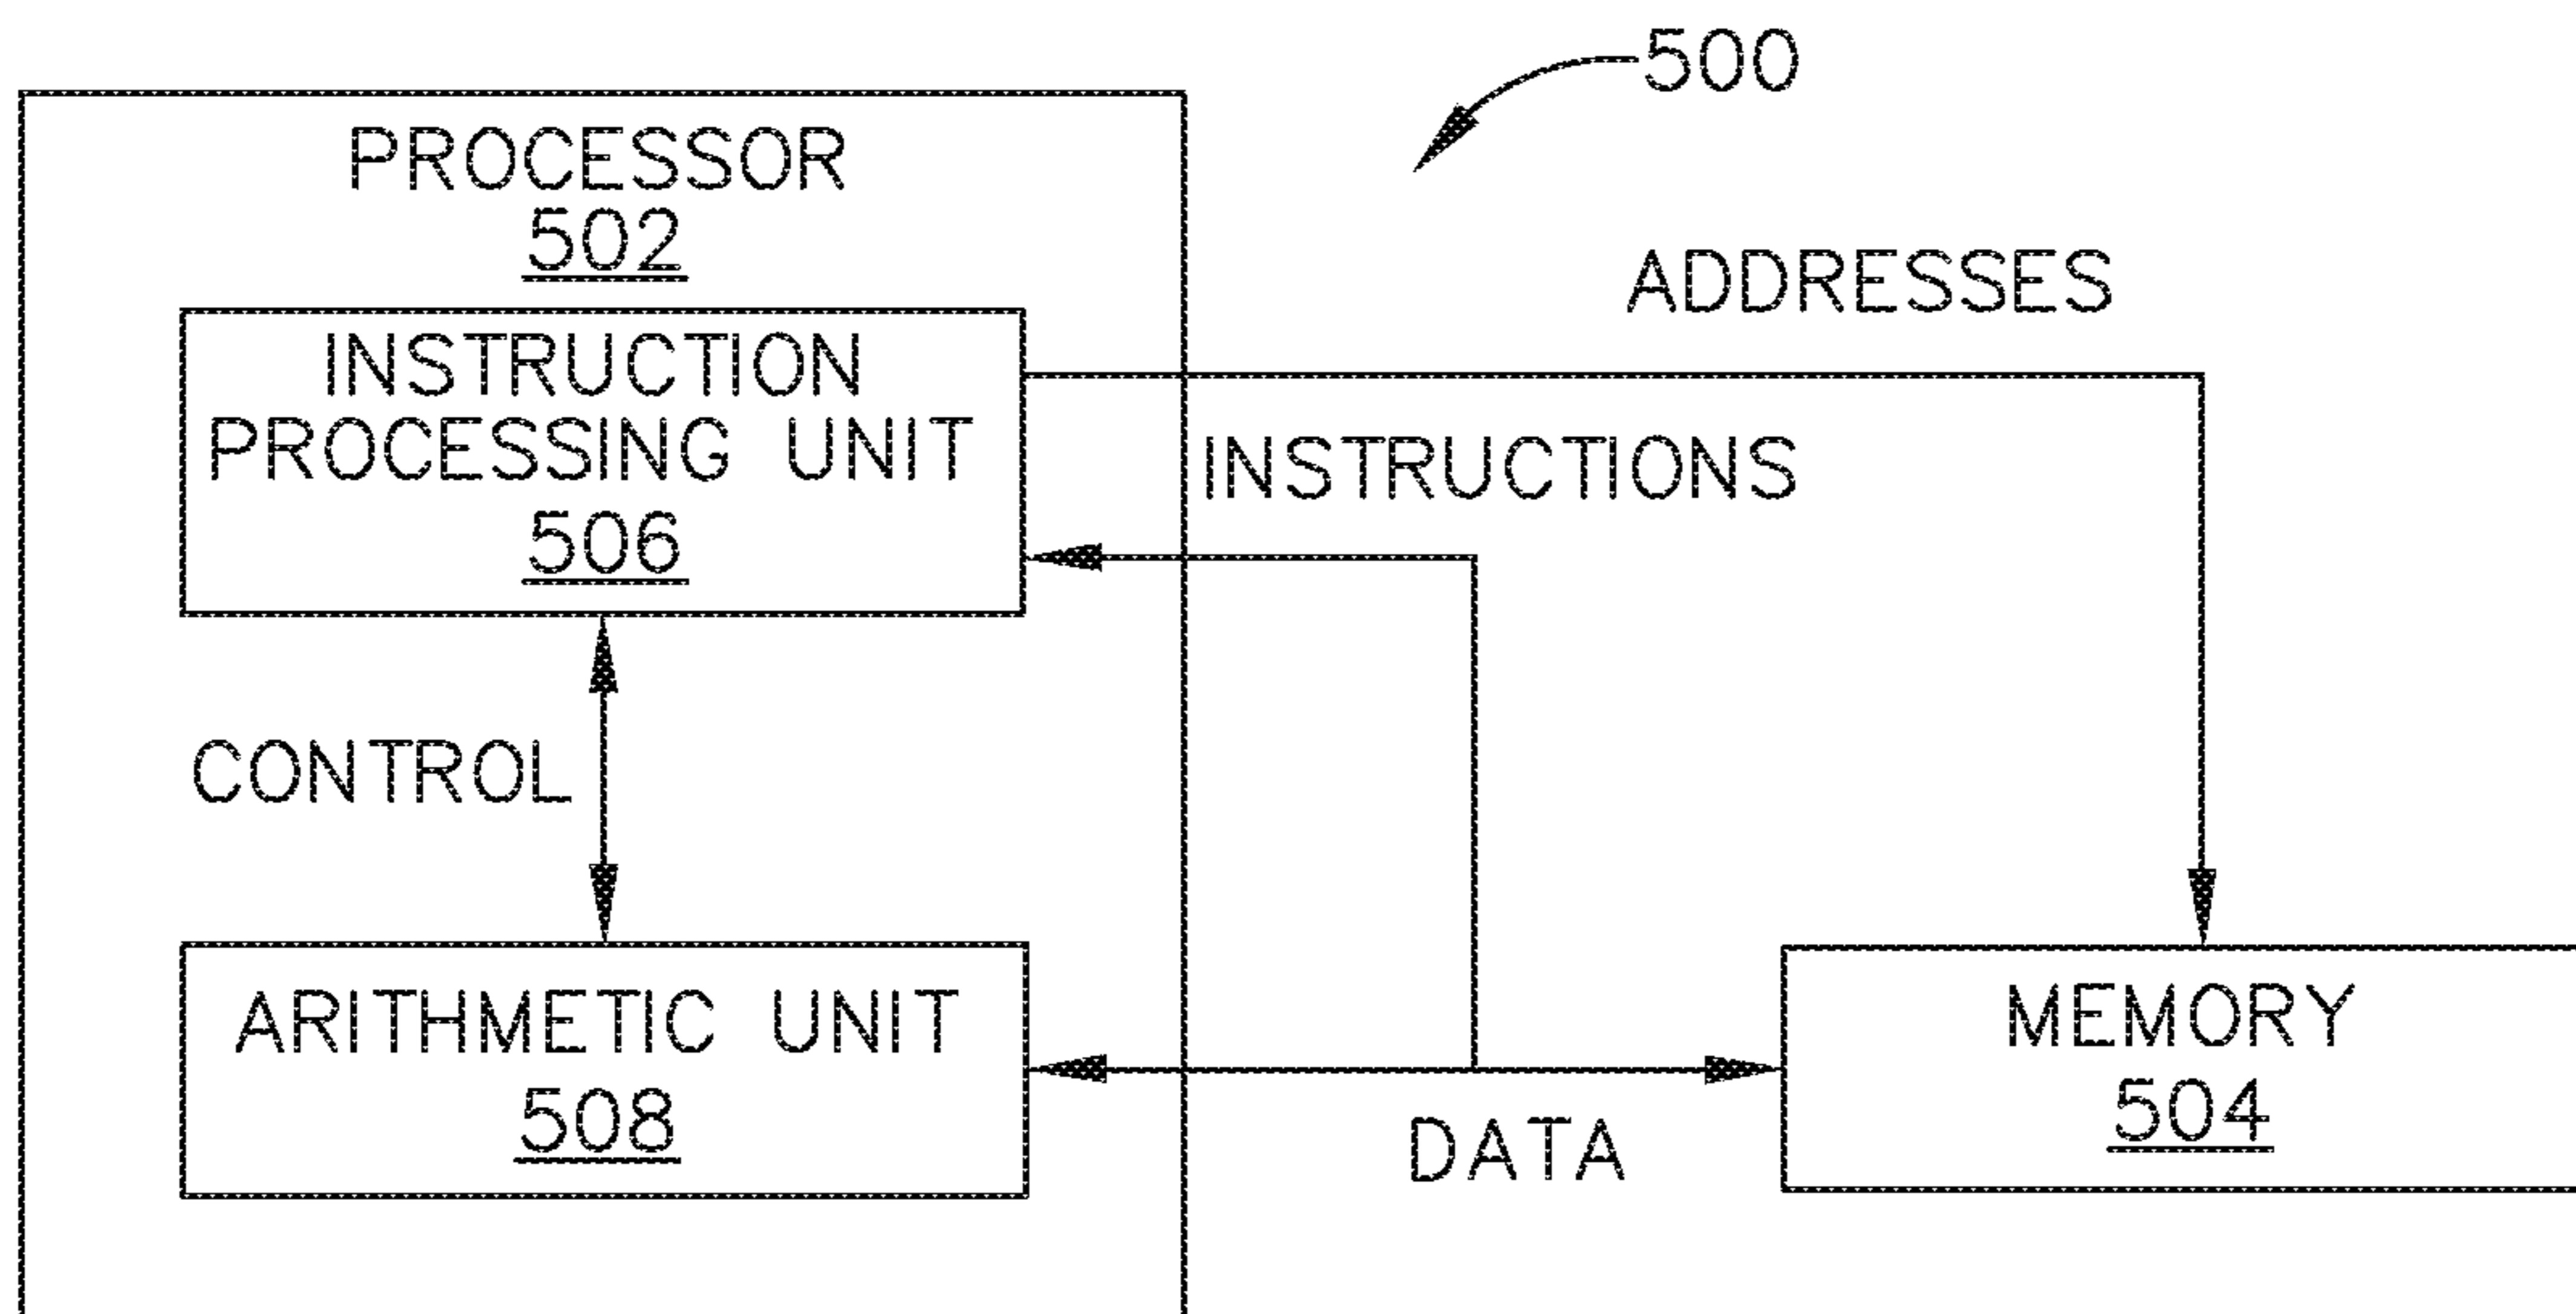 500
PROCESSOR
502
ADDRESSES
INSTRUCTION
PROCESSING UNIT
506
INSTRUCTIONS
CONTROL
ARITHMETIC UNIT
508
DATA
MEMORY
504